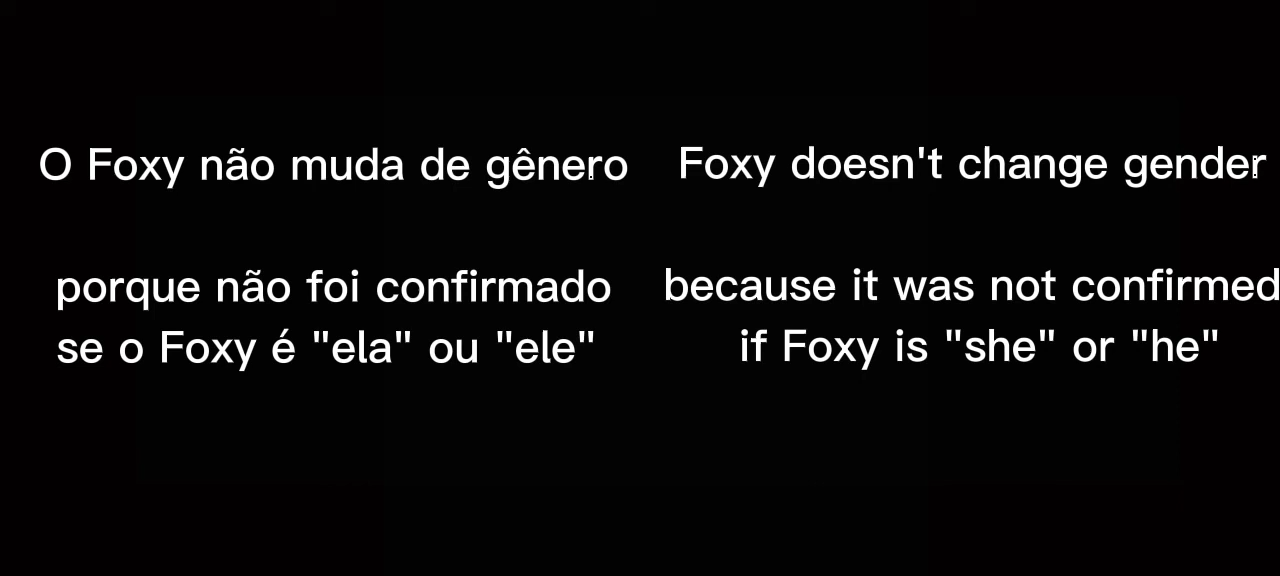 O Foxy não muda de gênero
porque não foi confirmado
se o Foxy é "ela" ou "ele"
Foxy doesn't change gender
because it was not confirmed
if Foxy is "she" or "he"